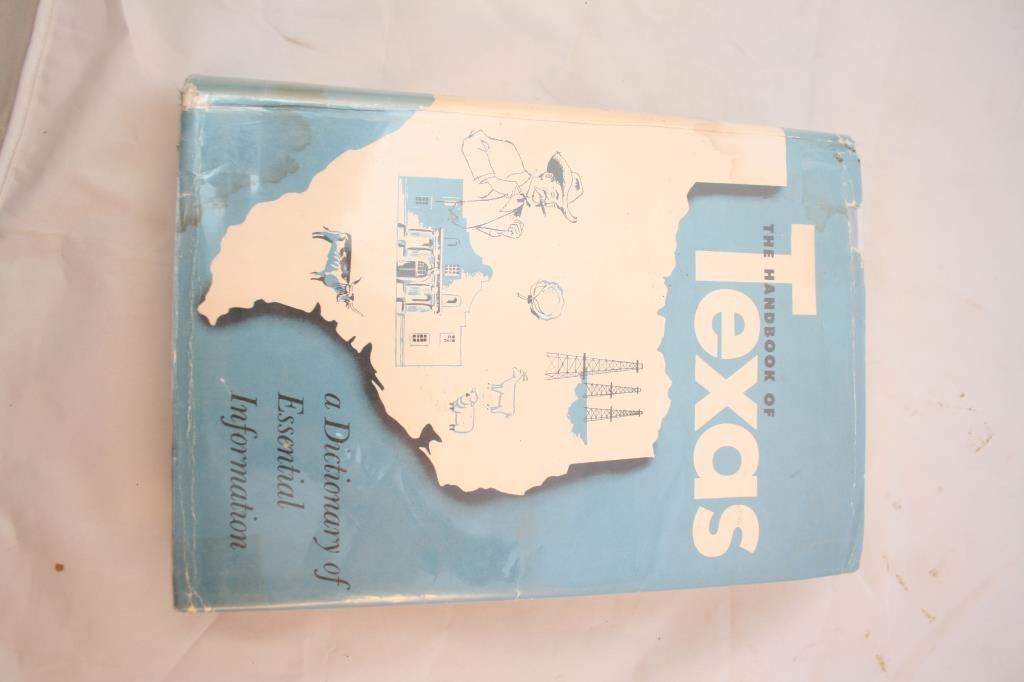 THE HANDBOOK OF
Texas
a Dictionary of
Essential
Information